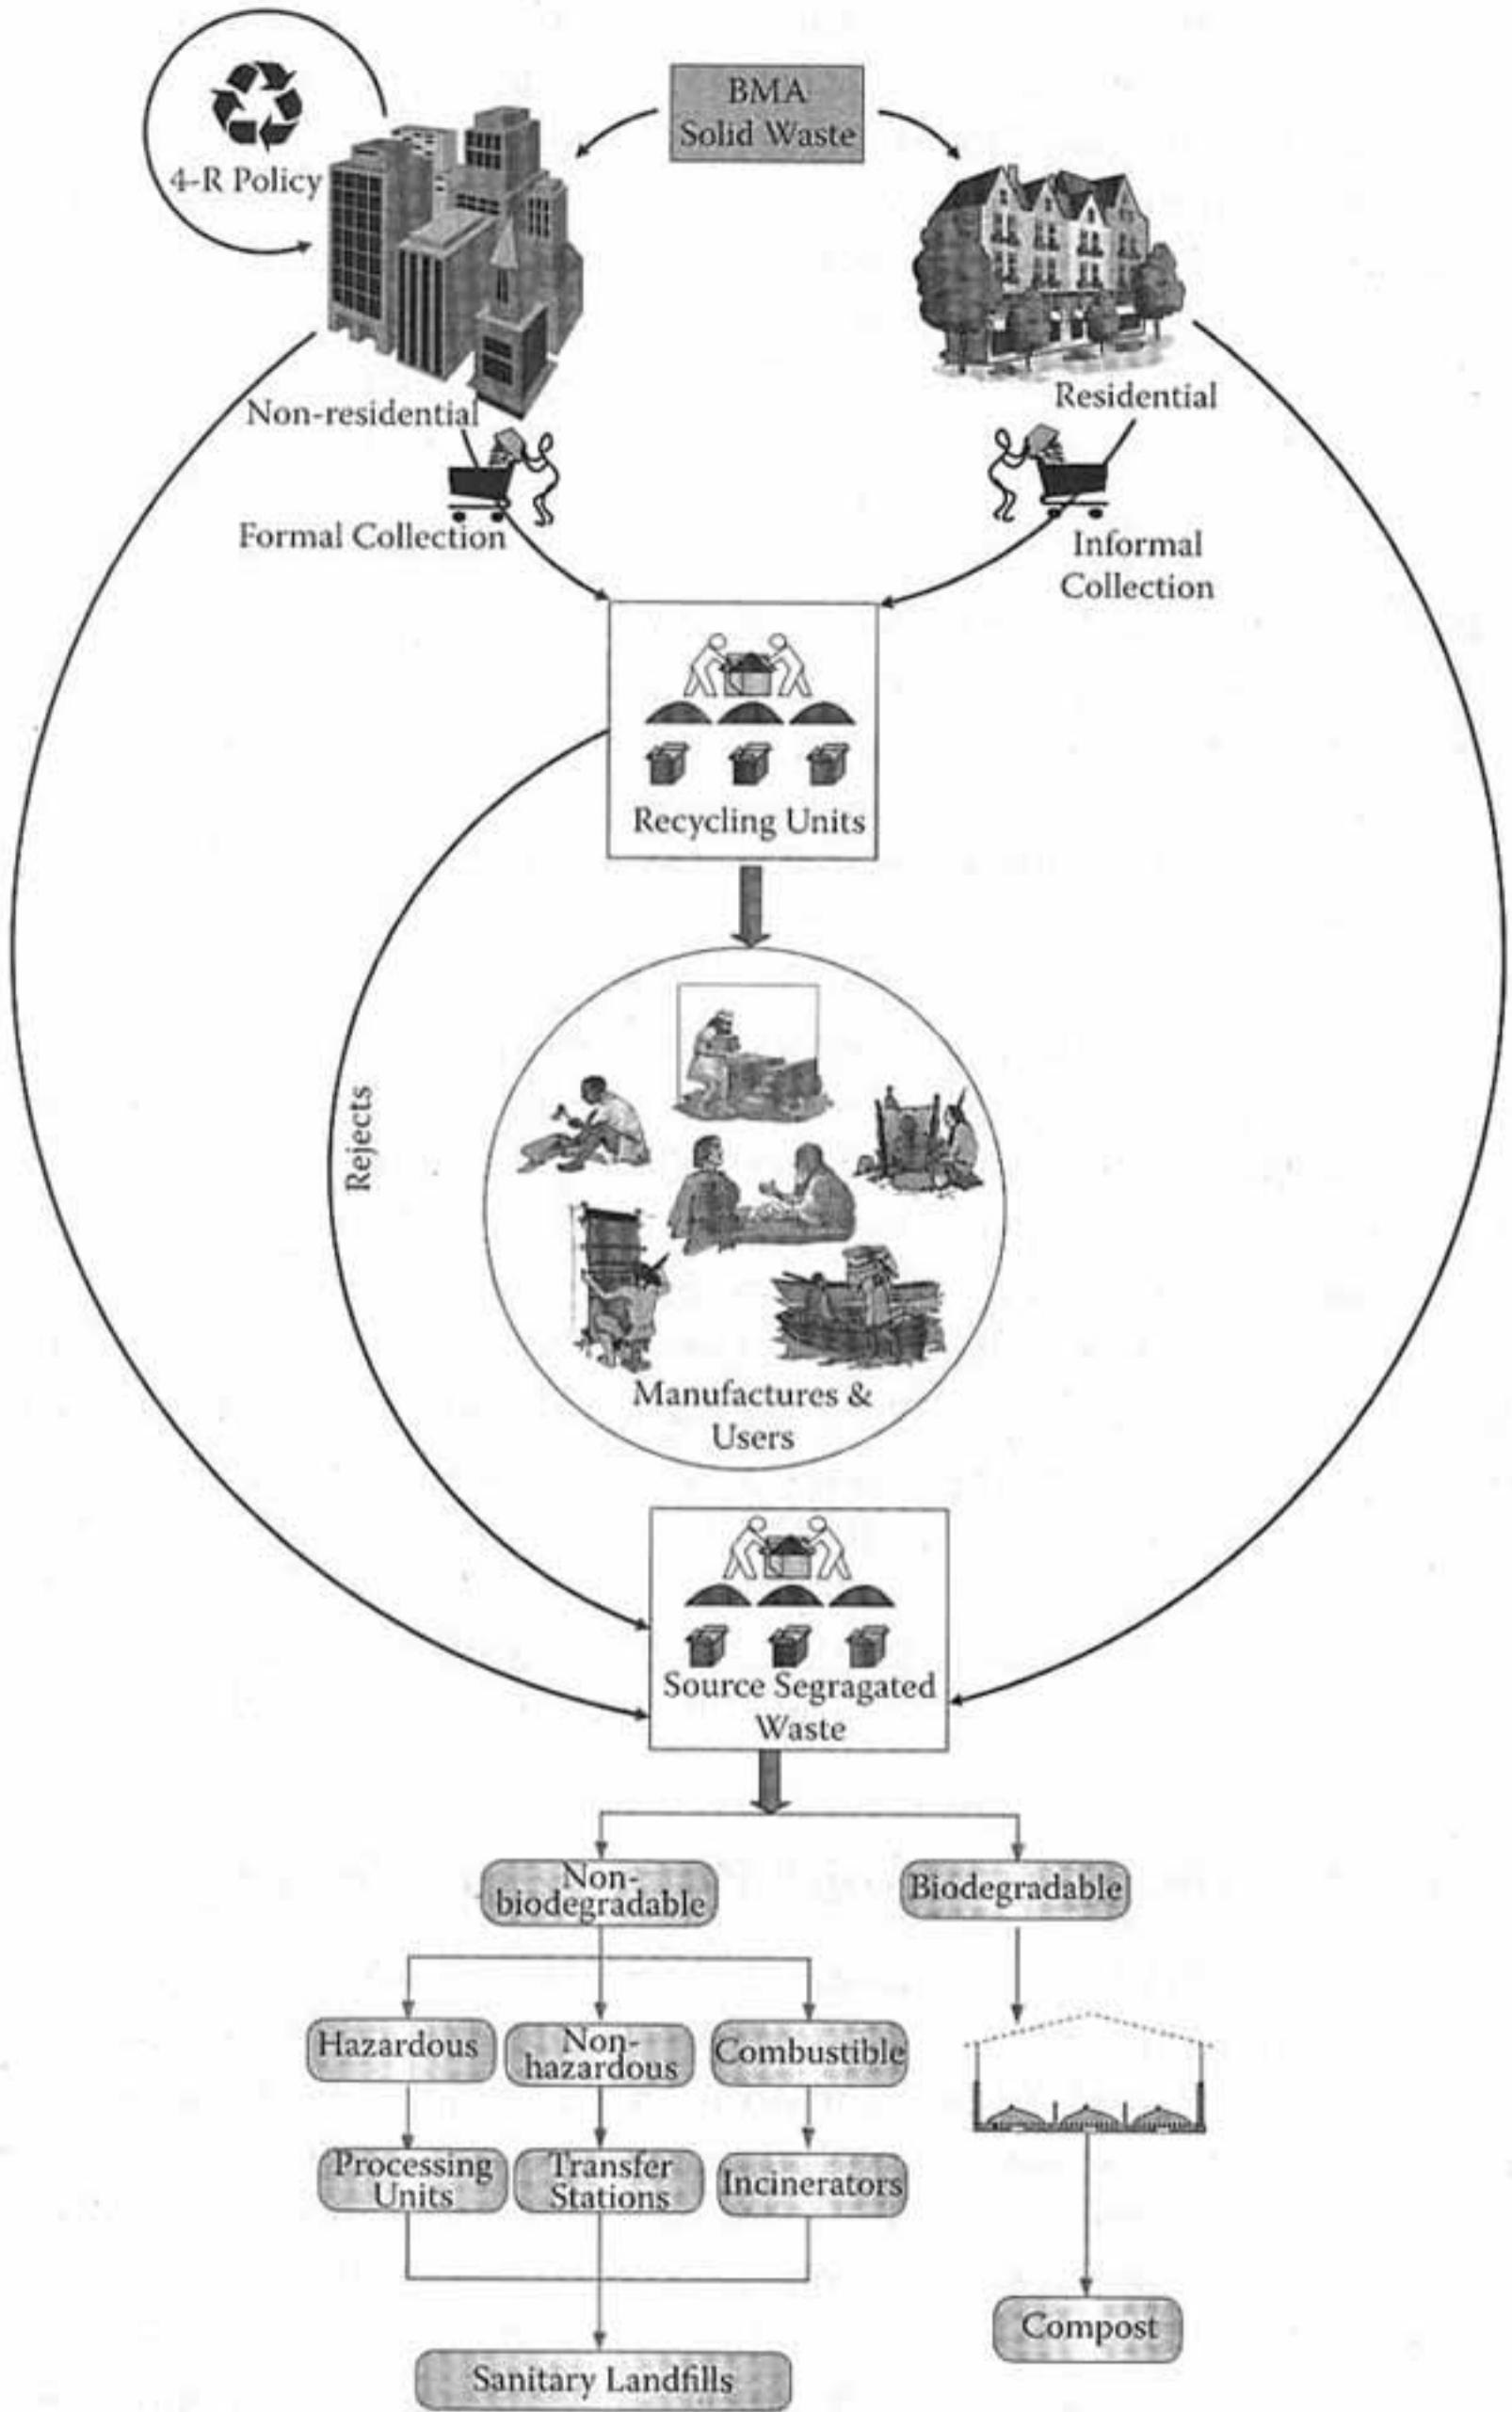 BMA
Solid Waste
4-R Policy
Non-residential
Residential
Formal Collection
Informal
Collection
Recycling Units
Rejects
Manufactures &
Users
Source Segragated
Waste
Non-
biodegradable
Biodegradable
Hazardous
Non-
hazardous
Combustible
Processing
Units
Transfer
Stations
Incinerators
Compost
Sanitary Landfills